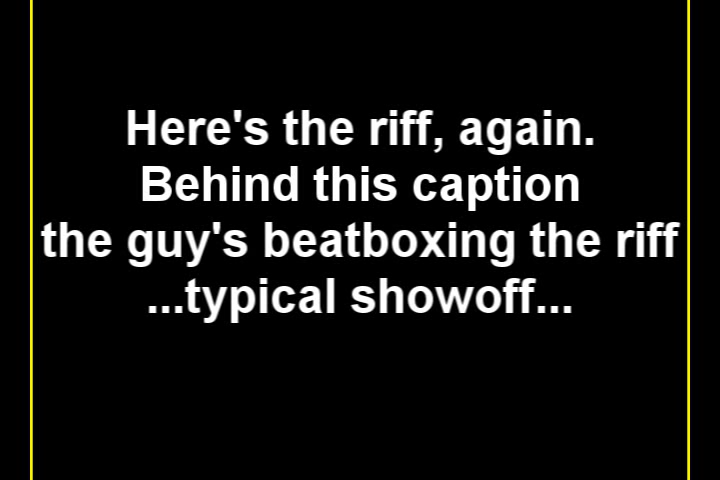 Here's the riff, again.
Behind this caption
the guy's beatboxing the riff
...typical showoff...